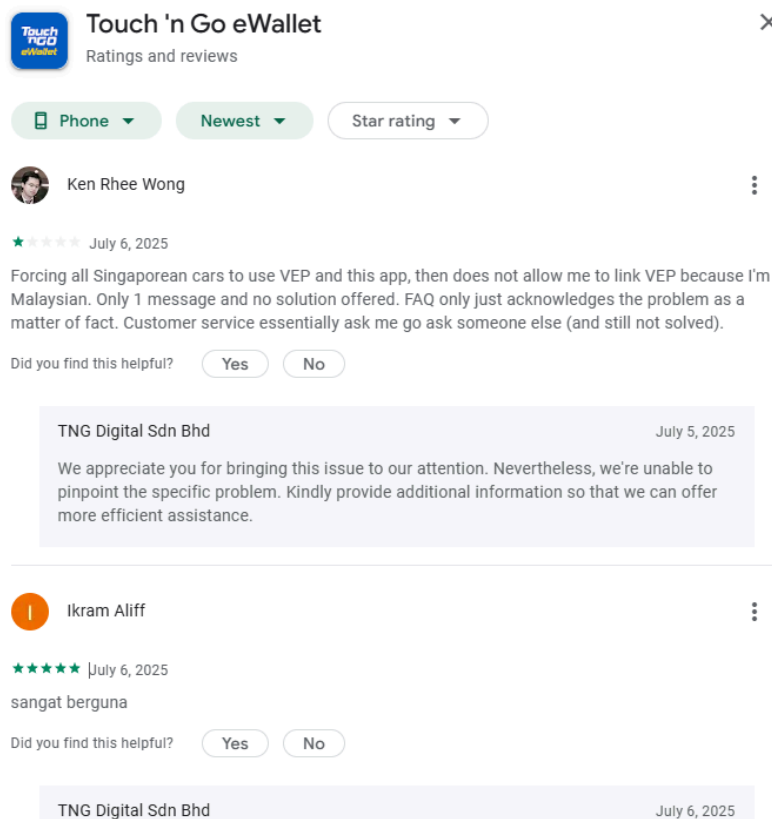 Touch
'nGO
eWallet
Touch 'n Go eWallet
Ratings and reviews
Phone
Newest
Star rating
Ken Rhee Wong
July 6, 2025
Forcing all Singaporean cars to use VEP and this app, then does not allow me to link VEP because I'm
Malaysian. Only 1 message and no solution offered. FAQ only just acknowledges the problem as a
matter of fact. Customer service essentially ask me go ask someone else (and still not solved).
Did you find this helpful? Yes No
TNG Digital Sdn Bhd July 5, 2025
We appreciate you for bringing this issue to our attention. Nevertheless, we're unable to
pinpoint the specific problem. Kindly provide additional information so that we can offer
more efficient assistance.
I
Ikram Aliff
July 6, 2025
sangat berguna
Did you find this helpful? Yes No
TNG Digital Sdn Bhd July 6, 2025